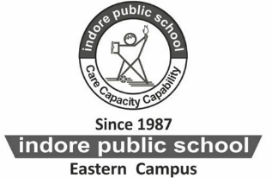 indore public school
Care Capacity Capability
Since 1987
indore public school
Eastern Campus